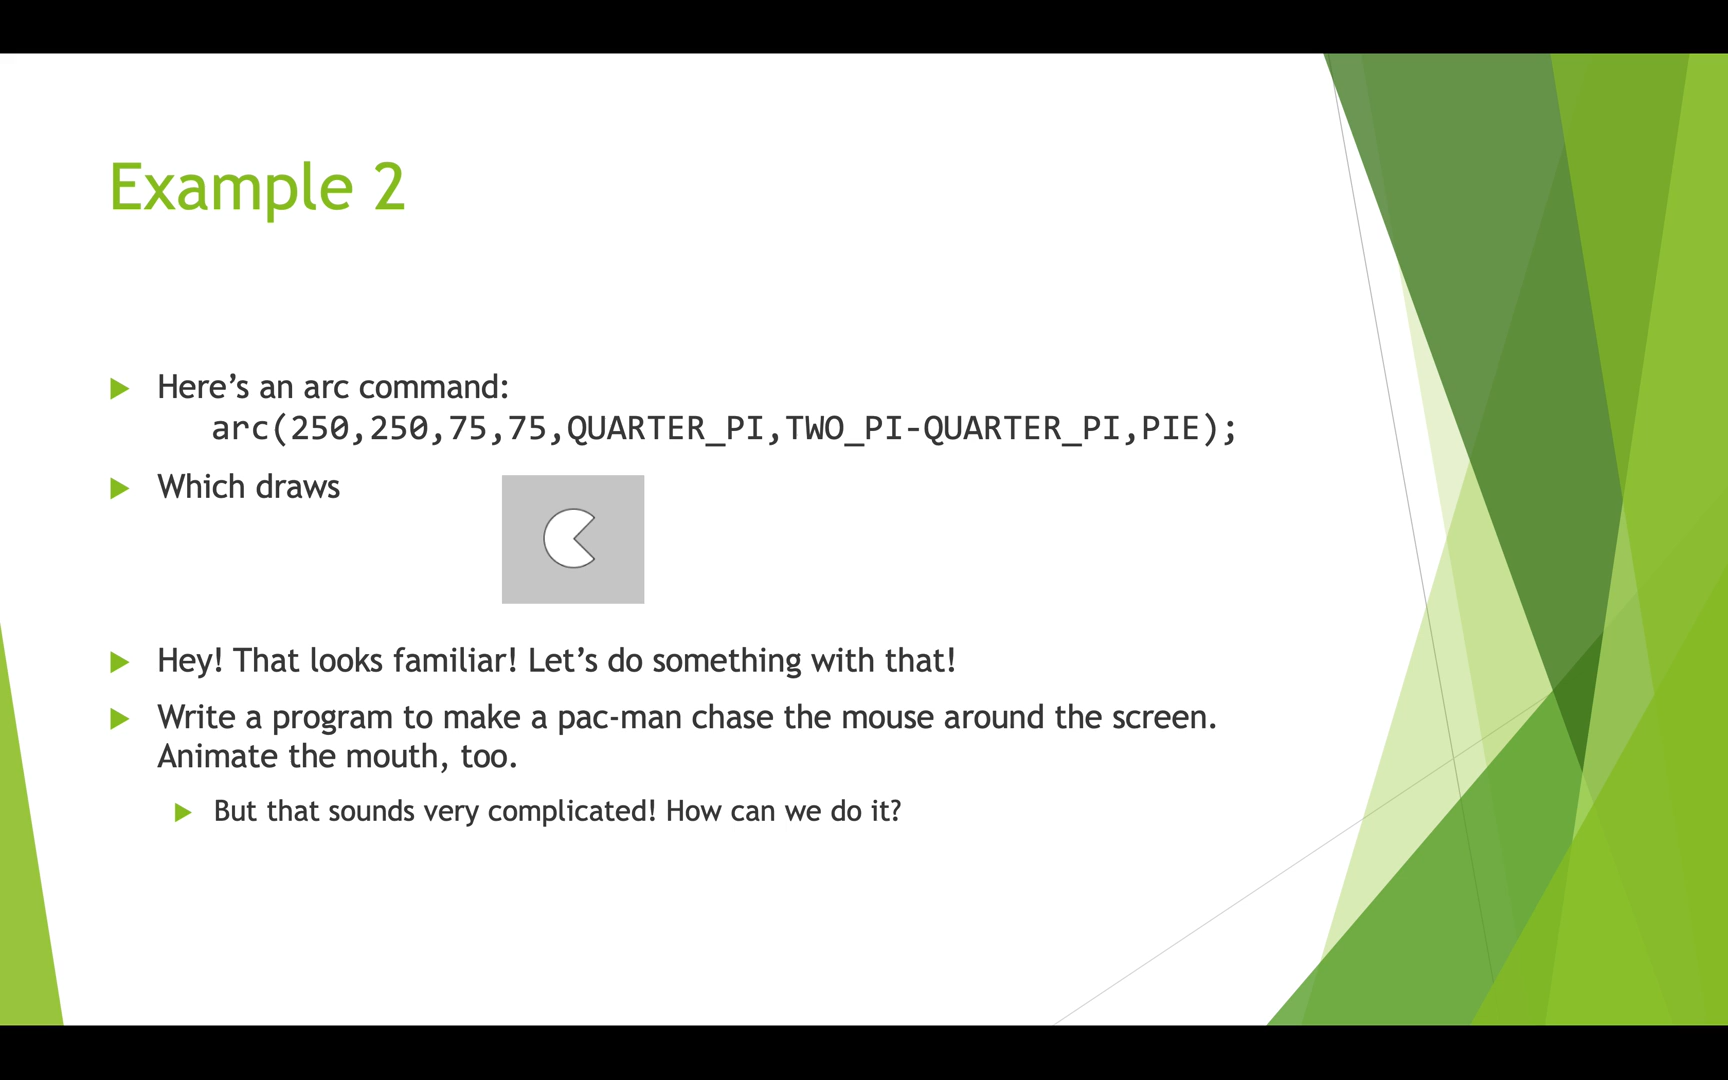 Example 2
Here’s an arc command:
arc(250,250,75,75,QUARTER_PI,TWO_PI-QUARTER_PI,PIE);
Which draws
Hey! That looks familiar! Let’s do something with that!
Write a program to make a pac-man chase the mouse around the screen.
Animate the mouth, too.
But that sounds very complicated! How can we do it?